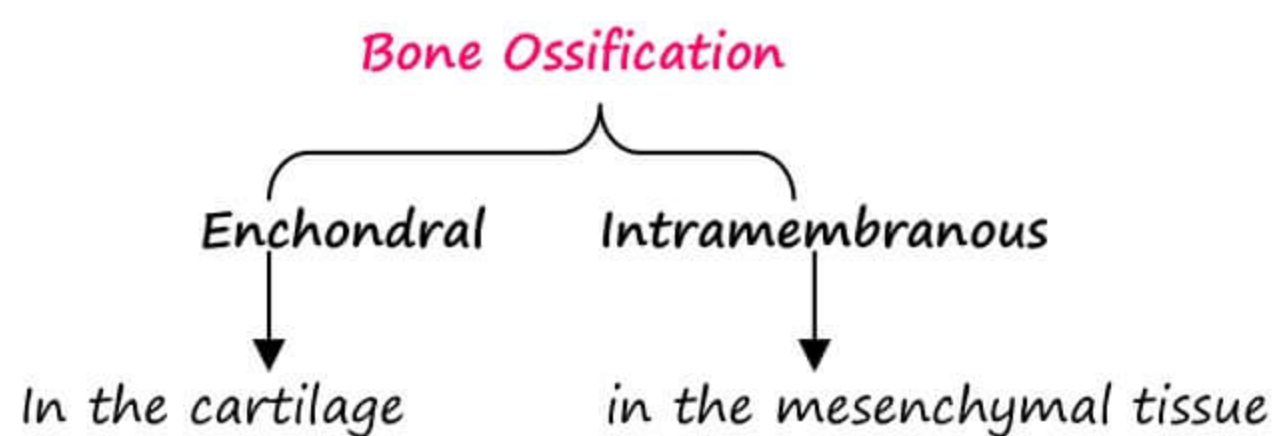 Bone Ossification
Enchondral Intramembranous
In the cartilage in the mesenchymal tissue